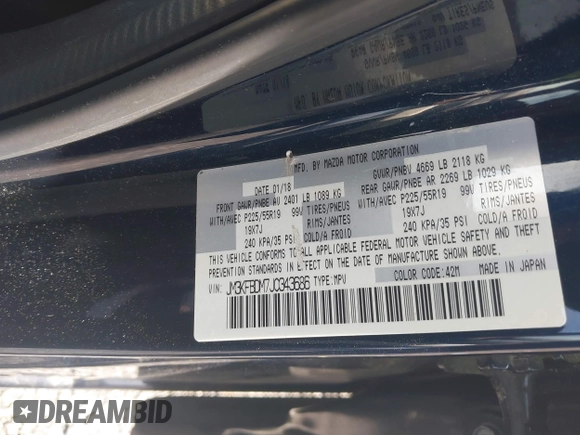 MFD. BY MAZDA MOTOR CORPORATION
DATE 01/18 GVWR/PNBV 4669 LB 2118 KG
FRONT GAWR/PNBE AV 2401 LB 1089 KG REAR GAWR/PNBE AR 2269 LB 1029 KG
WITH/AVEC P225/55R19 99V TIRES/PNEUS WITH/AVEC P225/55R19 99V TIRES/PNEUS
19X7J RIMS/JANTES 19X7J RIMS/JANTES
240 KPA/35 PSI COLD/A FROID 240 KPA/35 PSI COLD/A FROID
THIS VEHICLE CONFORMS TO ALL APPLICABLE FEDERAL MOTOR VEHICLE SAFETY AND THEFT
PREVENTION STANDARDS IN EFFECT ON THE DATE OF MANUFACTURE SHOWN ABOVE.
VIN: JM3KFBDM7JC343686 TYPE:MPV COLOR CODE:42M MADE IN JAPAN
DREAMBID